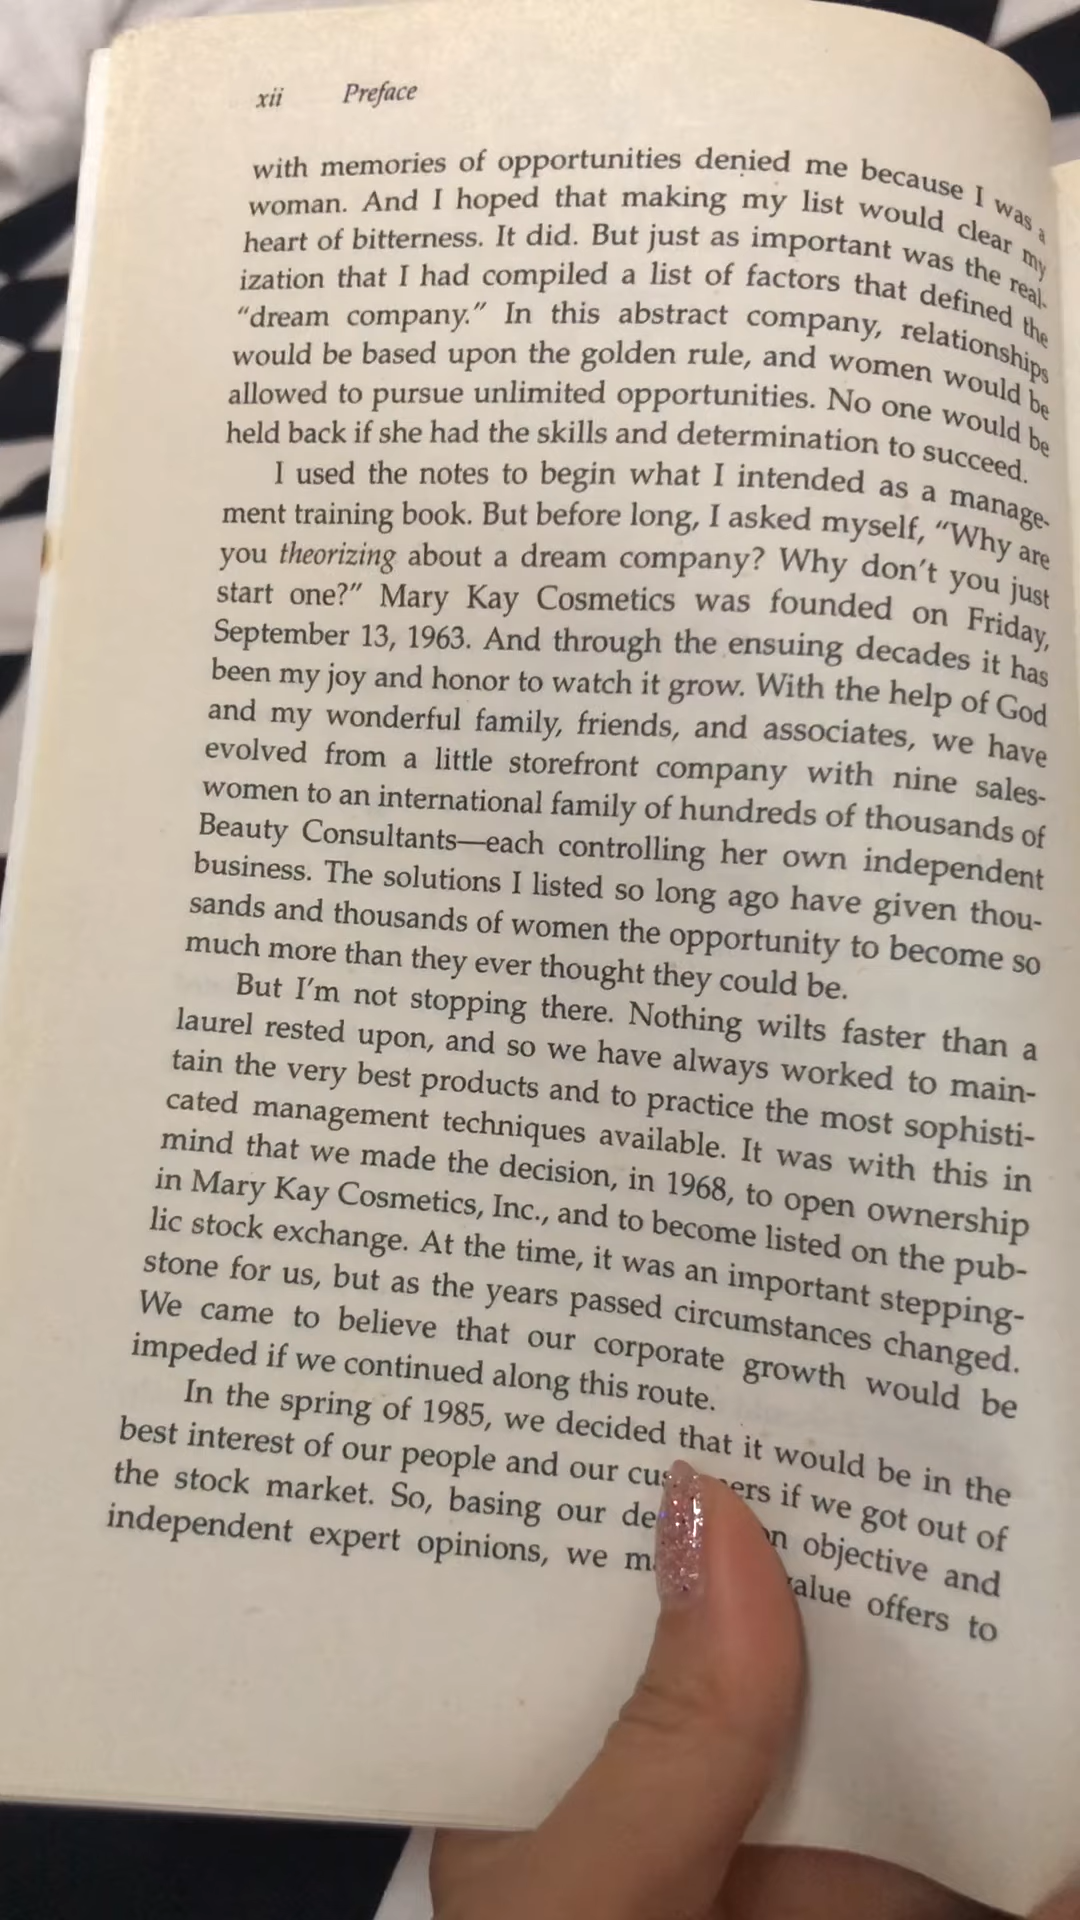 xii Preface
with memories of opportunities denied me because I was a
woman. And I hoped that making my list would clear my
heart of bitterness. It did. But just as important was the real-
ization that I had compiled a list of factors that defined the
“dream company.” In this abstract company, relationships
would be based upon the golden rule, and women would be
allowed to pursue unlimited opportunities. No one would be
held back if she had the skills and determination to succeed.
I used the notes to begin what I intended as a manage-
ment training book. But before long, I asked myself, “Why are
you theorizing about a dream company? Why don’t you just
start one?” Mary Kay Cosmetics was founded on Friday,
September 13, 1963. And through the ensuing decades it has
been my joy and honor to watch it grow. With the help of God
and my wonderful family, friends, and associates, we have
evolved from a little storefront company with nine sales-
women to an international family of hundreds of thousands of
Beauty Consultants—each controlling her own independent
business. The solutions I listed so long ago have given thou-
sands and thousands of women the opportunity to become so
much more than they ever thought they could be.
But I’m not stopping there. Nothing wilts faster than a
laurel rested upon, and so we have always worked to main-
tain the very best products and to practice the most sophisti-
cated management techniques available. It was with this in
mind that we made the decision, in 1968, to open ownership
in Mary Kay Cosmetics, Inc., and to become listed on the pub-
lic stock exchange. At the time, it was an important stepping-
stone for us, but as the years passed circumstances changed.
We came to believe that our corporate growth would be
impeded if we continued along this route.
In the spring of 1985, we decided that it would be in the
best interest of our people and our if we got out of
the stock market. So, basing our objective and
independent expert opinions, we offers to